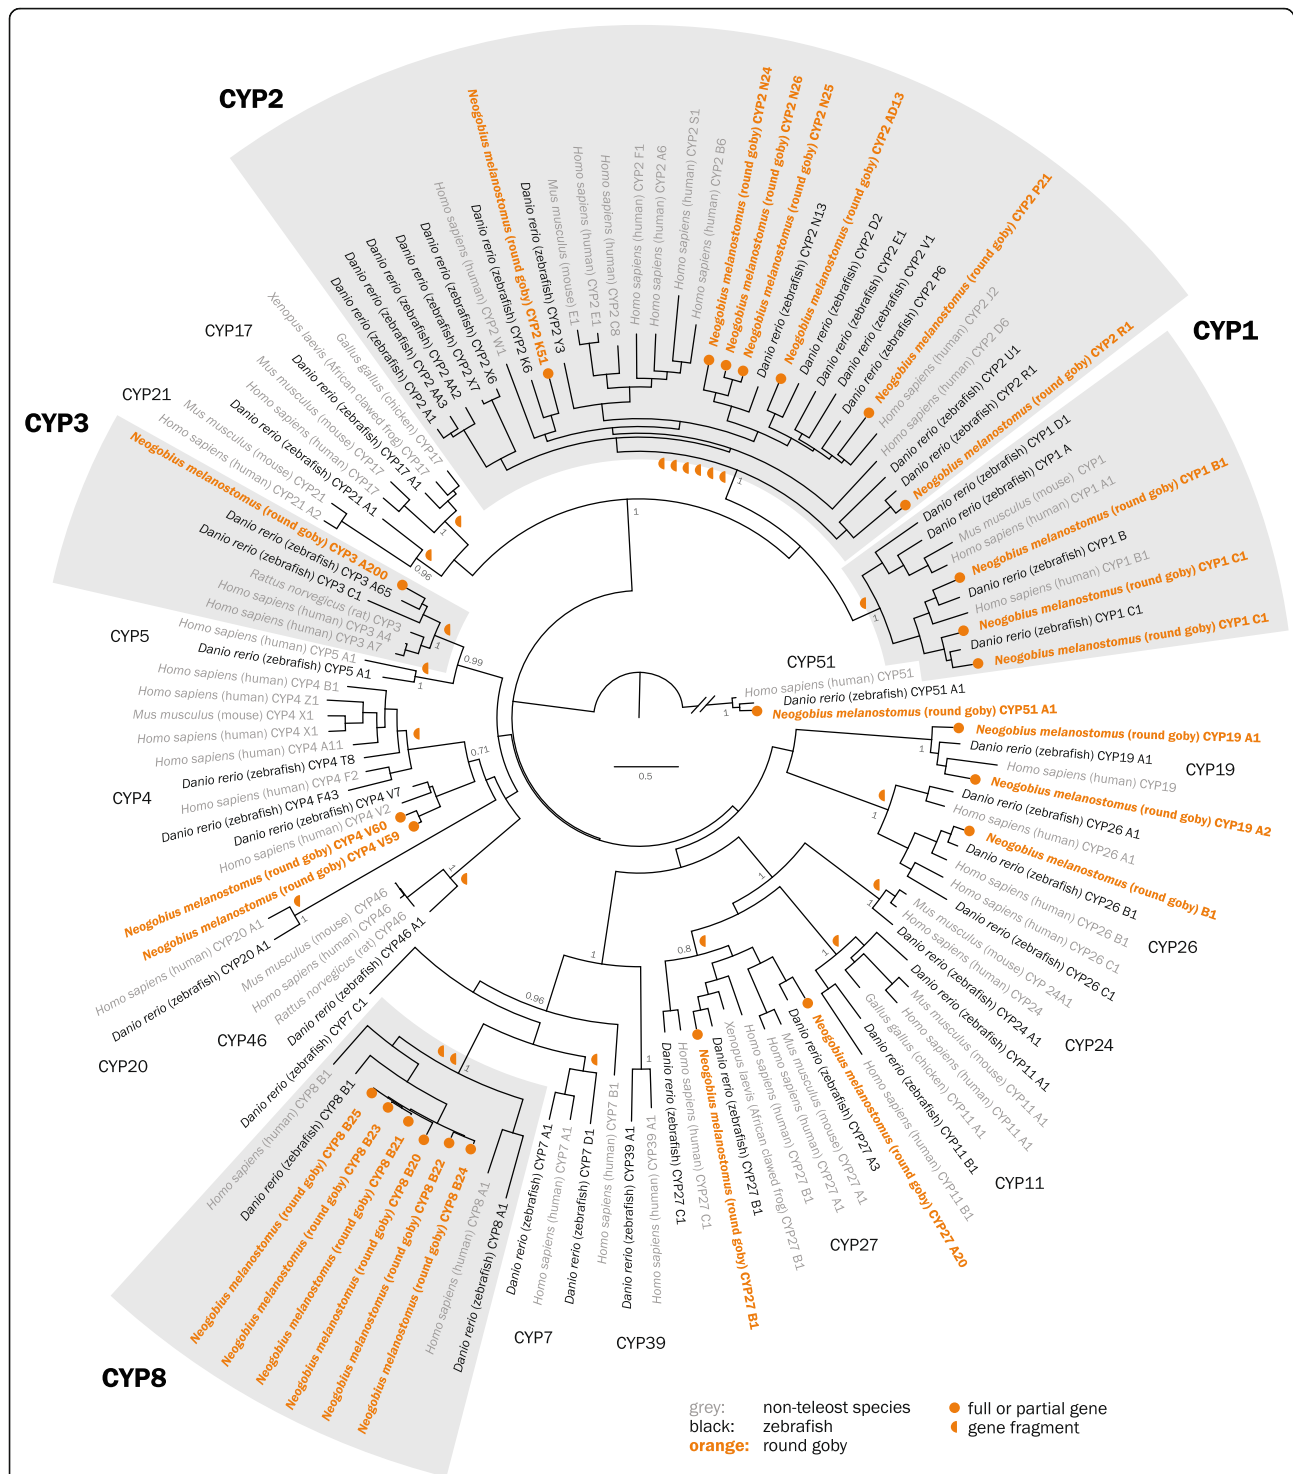 CYP2
CYP1
CYP17
CYP21
CYP3
CYP5
CYP4
CYP20
CYP46
CYP8
CYP7
CYP39
CYP27
CYP11
CYP24
CYP26
CYP19
CYP51
Neogobius melanostomus (round goby) CYP3 A200
Danio rerio (zebrafish) CYP3 A65
Danio rerio (zebrafish) CYP3 C1
Rattus norvegicus (rat) CYP3
Homo sapiens (human) CYP3 A4
Homo sapiens (human) CYP3 A7
Homo sapiens (human) CYP5 A1
Danio rerio (zebrafish) CYP5 A1
Homo sapiens (human) CYP4 B1
Homo sapiens (human) CYP4 Z1
Mus musculus (mouse) CYP4 X1
Homo sapiens (human) CYP4 X1
Homo sapiens (human) CYP4 A11
Danio rerio (zebrafish) CYP4 T8
Homo sapiens (human) CYP4 F2
Danio rerio (zebrafish) CYP4 F43
Danio rerio (zebrafish) CYP4 V7
Homo sapiens (human) CYP4 V2
Neogobius melanostomus (round goby) CYP4 V60
Neogobius melanostomus (round goby) CYP4 V59
Homo sapiens (human) CYP20 A1
Danio rerio (zebrafish) CYP20 A1
Mus musculus (mouse) CYP46
Homo sapiens (human) CYP46
Rattus norvegicus (rat) CYP46
Danio rerio (zebrafish) CYP46 A1
Danio rerio (zebrafish) CYP7 C1
Homo sapiens (human) CYP8 B1
Danio rerio (zebrafish) CYP8 B1
Neogobius melanostomus (round goby) CYP8 B25
Neogobius melanostomus (round goby) CYP8 B23
Neogobius melanostomus (round goby) CYP8 B21
Neogobius melanostomus (round goby) CYP8 B20
Neogobius melanostomus (round goby) CYP8 B22
Neogobius melanostomus (round goby) CYP8 B24
Homo sapiens (human) CYP8 A1
Danio rerio (zebrafish) CYP8 A1
Danio rerio (zebrafish) CYP7 A1
Homo sapiens (human) CYP7 A1
Danio rerio (zebrafish) CYP7 D1
Homo sapiens (human) CYP7 B1
Danio rerio (zebrafish) CYP39 A1
Homo sapiens (human) CYP39 A1
Danio rerio (zebrafish) CYP27 C1
Homo sapiens (human) CYP27 C1
Neogobius melanostomus (round goby) CYP27 B1
Danio rerio (zebrafish) CYP27 B1
Xenopus laevis (African clawed frog) CYP27 B1
Homo sapiens (human) CYP27 B1
Homo sapiens (human) CYP27 A1
Mus musculus (mouse) CYP27 A1
Danio rerio (zebrafish) CYP27 A3
Neogobius melanostomus (round goby) CYP27 A20
Homo sapiens (human) CYP11 B1
Danio rerio (zebrafish) CYP11 B1
Gallus gallus (chicken) CYP11 A1
Homo sapiens (human) CYP11 A1
Mus musculus (mouse) CYP11 A1
Danio rerio (zebrafish) CYP11 A1
Danio rerio (zebrafish) CYP24 A1
Homo sapiens (human) CYP24
Mus musculus (mouse) CYP 24A1
Danio rerio (zebrafish) CYP26 C1
Homo sapiens (human) CYP26 C1
Homo sapiens (human) CYP26 B1
Danio rerio (zebrafish) CYP26 B1
Neogobius melanostomus (round goby) B1
Homo sapiens (human) CYP26 A1
Danio rerio (zebrafish) CYP26 A1
Neogobius melanostomus (round goby) CYP19 A2
Homo sapiens (human) CYP19
Danio rerio (zebrafish) CYP19 A1
Neogobius melanostomus (round goby) CYP19 A1
Neogobius melanostomus (round goby) CYP51 A1
Danio rerio (zebrafish) CYP51 A1
Homo sapiens (human) CYP51
Neogobius melanostomus (round goby) CYP1 C1
Danio rerio (zebrafish) CYP1 C1
Neogobius melanostomus (round goby) CYP1 C1
Homo sapiens (human) CYP1 B1
Danio rerio (zebrafish) CYP1 B
Neogobius melanostomus (round goby) CYP1 B1
Homo sapiens (human) CYP1 A1
Mus musculus (mouse) CYP1
Danio rerio (zebrafish) CYP1 A
Danio rerio (zebrafish) CYP1 D1
Neogobius melanostomus (round goby) CYP2 R1
Danio rerio (zebrafish) CYP2 R1
Danio rerio (zebrafish) CYP2 U1
Homo sapiens (human) CYP2 D6
Homo sapiens (human) CYP2 J2
Neogobius melanostomus (round goby) CYP2 P21
Danio rerio (zebrafish) CYP2 P6
Danio rerio (zebrafish) CYP2 V1
Danio rerio (zebrafish) CYP2 E1
Danio rerio (zebrafish) CYP2 D2
Neogobius melanostomus (round goby) CYP2 AD13
Danio rerio (zebrafish) CYP2 N13
Neogobius melanostomus (round goby) CYP2 N25
Neogobius melanostomus (round goby) CYP2 N26
Neogobius melanostomus (round goby) CYP2 N24
Homo sapiens (human) CYP2 B6
Homo sapiens (human) CYP2 S1
Homo sapiens (human) CYP2 A6
Homo sapiens (human) CYP2 F1
Homo sapiens (human) CYP2 C8
Homo sapiens (human) CYP2 E1
Mus musculus (mouse) E1
Danio rerio (zebrafish) CYP2 Y3
Neogobius melanostomus (round goby) CYP2 K51
Danio rerio (zebrafish) CYP2 K6
Homo sapiens (human) CYP2 W1
Danio rerio (zebrafish) CYP2 X6
Danio rerio (zebrafish) CYP2 X7
Danio rerio (zebrafish) CYP2 AA2
Danio rerio (zebrafish) CYP2 AA3
Danio rerio (zebrafish) CYP2 A1
Gallus gallus (chicken) CYP17
Xenopus laevis (African clawed frog) CYP17
Danio rerio (zebrafish) CYP17 A1
Mus musculus (mouse) CYP17
Homo sapiens (human) CYP17
Danio rerio (zebrafish) CYP21 A1
Mus musculus (mouse) CYP21
Homo sapiens (human) CYP21 A2
1
1
1
0.96
1
1
0.99
1
0.71
1
1
1
0.96
1
1
0.8
1
1
1
1
1
1
0.5
grey: non-teleost species
black: zebrafish
orange: round goby
full or partial gene
gene fragment